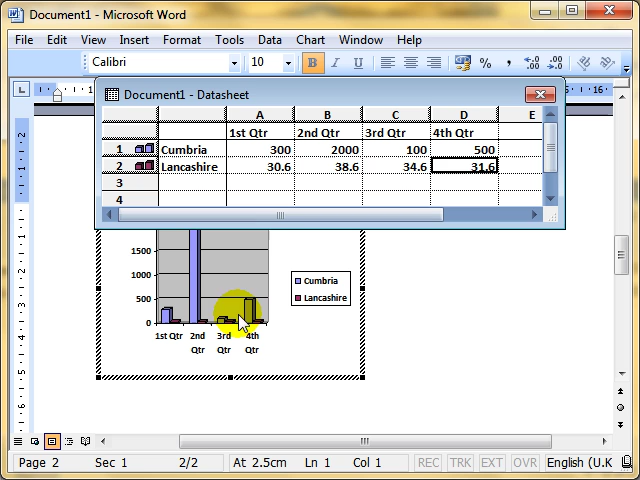 Document1 - Microsoft Word
File Edit View Insert Format Tools Data Chart Window Help
Calibri 10 B I U % ,
Document1 - Datasheet
A B C D E
1st Qtr 2nd Qtr 3rd Qtr 4th Qtr
1 Cumbria 300 2000 100 500
2 Lancashire 30.6 38.6 34.6 31.6
3
4
1500
1000
500
0
1st Qtr 2nd Qtr 3rd Qtr 4th Qtr
Cumbria
Lancashire
Page 2 Sec 1 2/2 At 2.5cm Ln 1 Col 1 REC TRK EXT OVR English (U.K